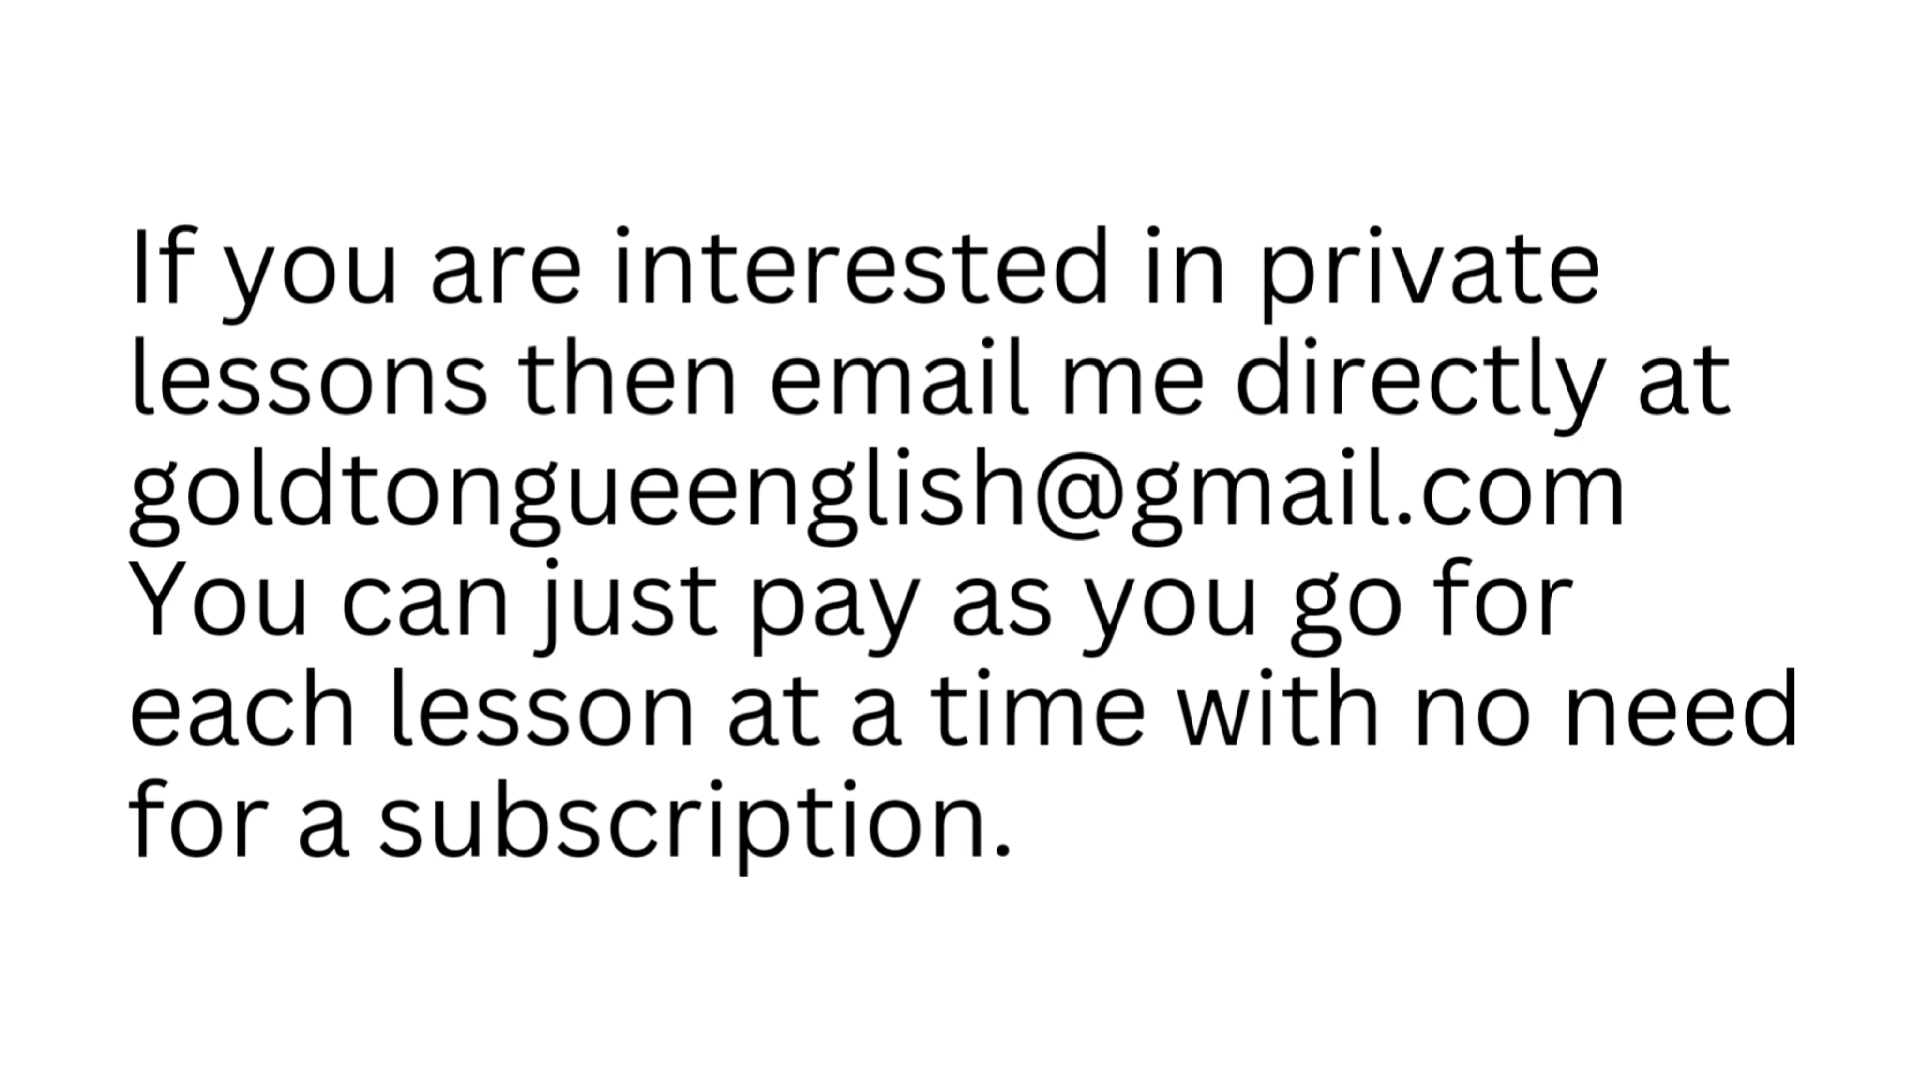 If you are interested in private
lessons then email me directly at
goldtongueenglish@gmail.com
You can just pay as you go for
each lesson at a time with no need
for a subscription.